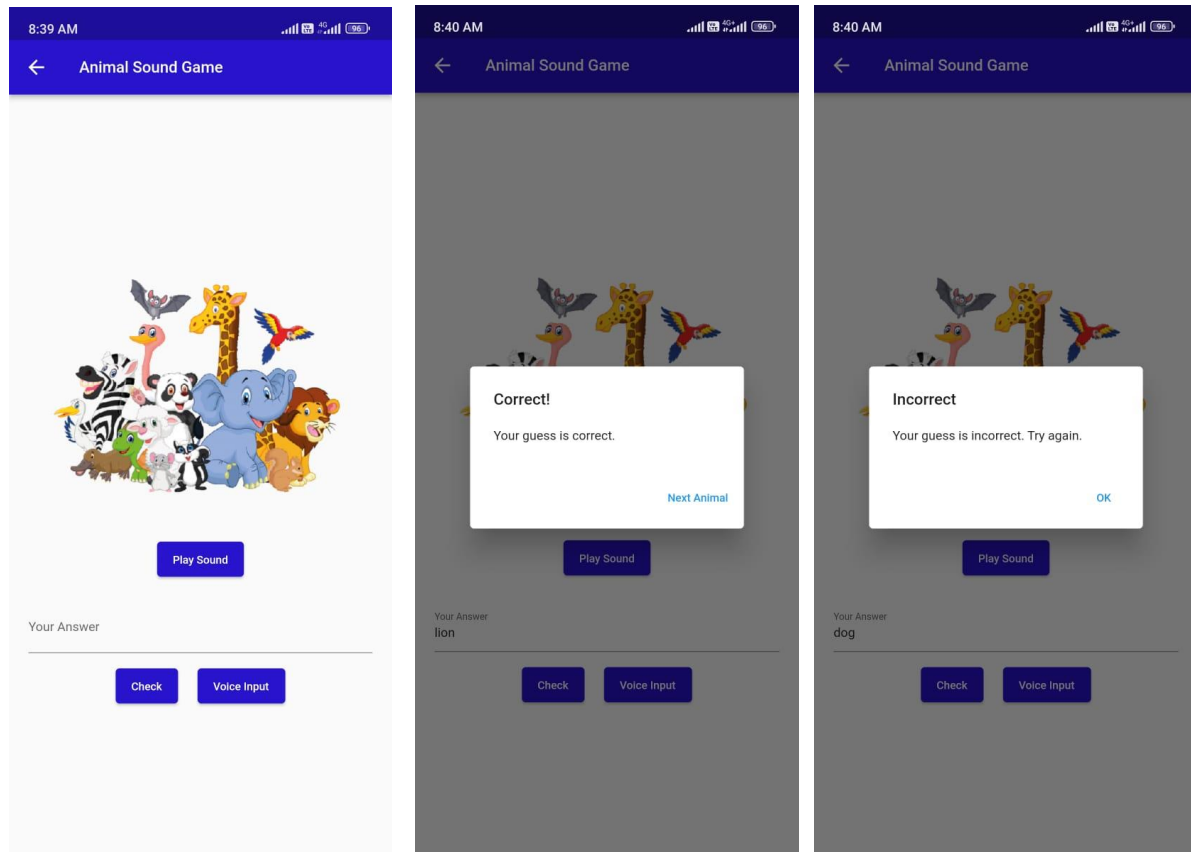 8:39 AM 4G 96
Animal Sound Game
Play Sound
Your Answer
Check Voice Input
8:40 AM 4G+ 96
Animal Sound Game
Correct!
Your guess is correct.
Next Animal
Play Sound
Your Answer
lion
Check Voice Input
8:40 AM 4G+ 96
Animal Sound Game
Incorrect
Your guess is incorrect. Try again.
OK
Play Sound
Your Answer
dog
Check Voice Input